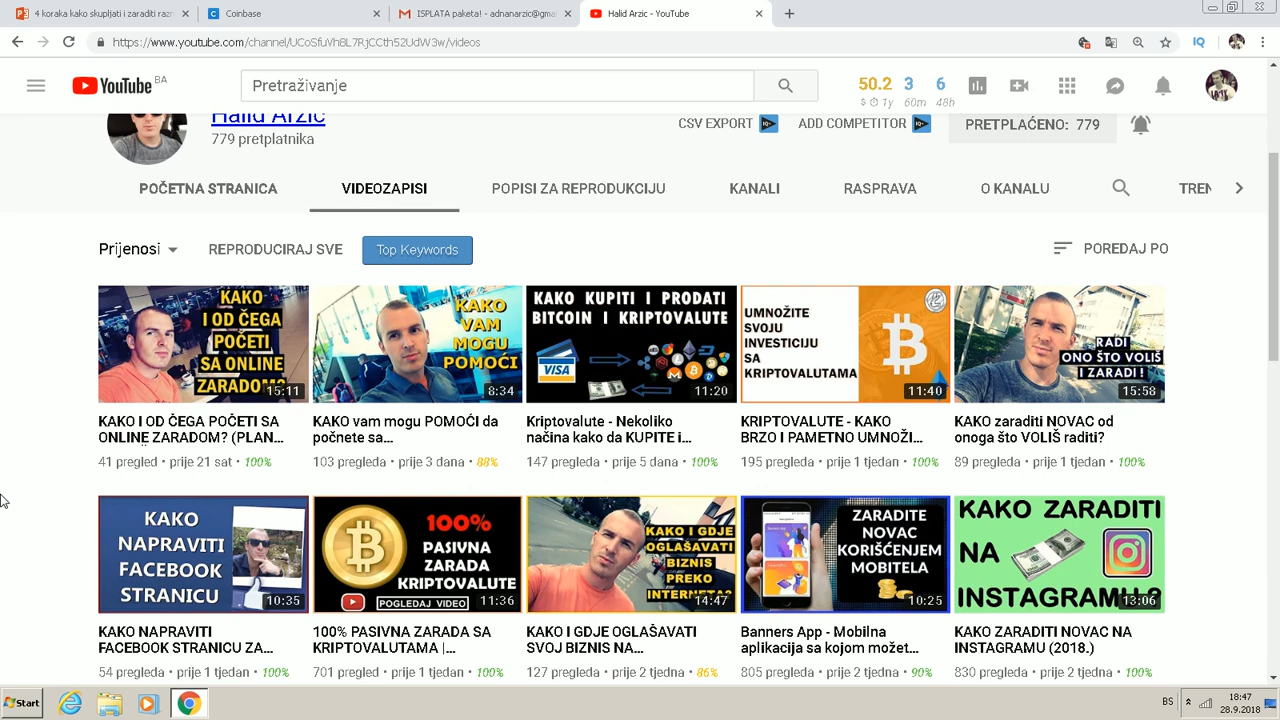 4 koraka kako skupljati i zaraditi razn
Coinbase
ISPLATA paketa! - adnanarzic@gma
Halid Arzic - YouTube
https://www.youtube.com/channel/UCoSfuVh8L7RjCCth52UdW3w/videos
YouTube BA
Pretraživanje
50.2 3 6
1y 60m 48h
Halid Arzic
779 pretplatnika
CSV EXPORT
ADD COMPETITOR
PRETPLAĆENO: 779
POČETNA STRANICA
VIDEOZAPISI
POPISI ZA REPRODUKCIJU
KANALI
RASPRAVA
O KANALU
TREN
Prijenosi
REPRODUCIRAJ SVE
Top Keywords
POREDAJ PO
KAKO
I OD ČEGA
POČETI
SA ONLINE
ZARADOM?
15:11
KAKO
VAM
MOGU
POMOĆI
8:34
KAKO KUPITI I PRODATI
BITCOIN I KRIPTOVALUTE
VISA
11:20
UMNOŽITE
SVOJU
INVESTICIJU
SA
KRIPTOVALUTAMA
11:40
RADI
ONO ŠTO VOLIŠ
I ZARADI !
15:58
KAKO I OD ČEGA POČETI SA
ONLINE ZARADOM? (PLAN...
41 pregled • prije 21 sat • 100%
KAKO vam mogu POMOĆI da
počnete sa...
103 pregleda • prije 3 dana • 88%
Kriptovalute - Nekoliko
načina kako da KUPITE i...
147 pregleda • prije 5 dana • 100%
KRIPTOVALUTE - KAKO
BRZO I PAMETNO UMNOŽI...
195 pregleda • prije 1 tjedan • 100%
KAKO zaraditi NOVAC od
onoga što VOLIŠ raditi?
89 pregleda • prije 1 tjedan • 100%
KAKO
NAPRAVITI
FACEBOOK
STRANICU
10:35
100%
PASIVNA
ZARADA
KRIPTOVALUTE
POGLEDAJ VIDEO
11:36
KAKO I GDJE
OGLAŠAVATI
BIZNIS
PREKO
INTERNETA?
14:47
ZARADITE
NOVAC
KORIŠĆENJEM
MOBITELA
10:25
KAKO ZARADITI
NA
INSTAGRAMU?
13:06
KAKO NAPRAVITI
FACEBOOK STRANICU ZA...
54 pregleda • prije 1 tjedan • 100%
100% PASIVNA ZARADA SA
KRIPTOVALUTAMA |...
701 pregled • prije 1 tjedan • 100%
KAKO I GDJE OGLAŠAVATI
SVOJ BIZNIS NA...
127 pregleda • prije 2 tjedna • 86%
Banners App - Mobilna
aplikacija sa kojom možet...
805 pregleda • prije 2 tjedna • 90%
KAKO ZARADITI NOVAC NA
INSTAGRAMU (2018.)
830 pregleda • prije 2 tjedna • 100%
Start
BS
18:47
28.9.2018